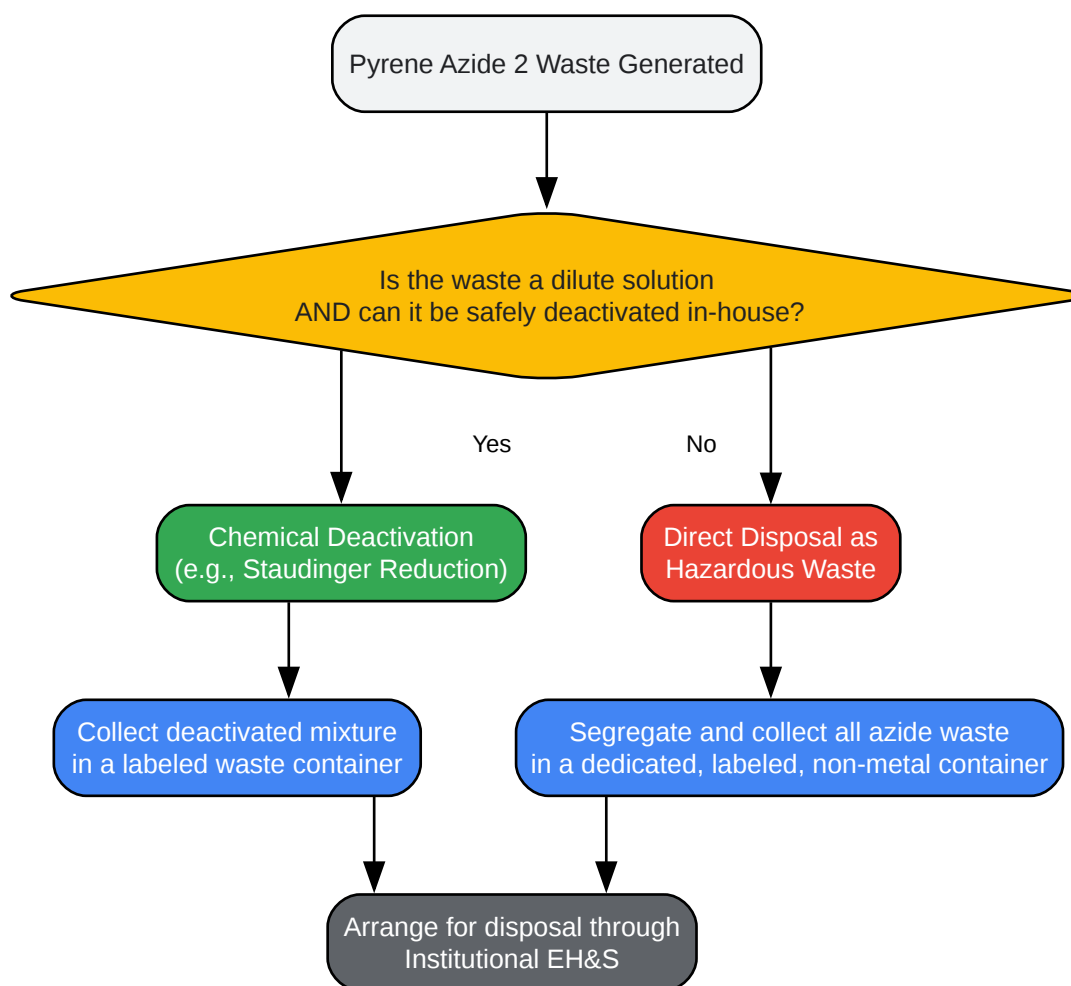 Pyrene Azide 2 Waste Generated
Is the waste a dilute solution
AND can it be safely deactivated in-house?
Yes
No
Chemical Deactivation
(e.g., Staudinger Reduction)
Direct Disposal as
Hazardous Waste
Collect deactivated mixture
in a labeled waste container
Segregate and collect all azide waste
in a dedicated, labeled, non-metal container
Arrange for disposal through
Institutional EH&S